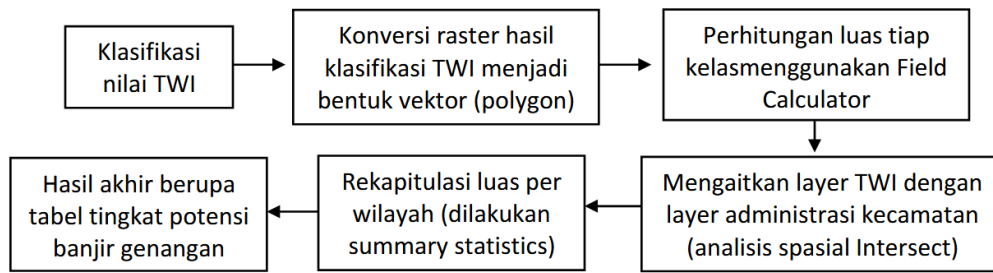 Klasifikasi
nilai TWI
Konversi raster hasil
klasifikasi TWI menjadi
bentuk vektor (polygon)
Perhitungan luas tiap
kelasmenggunakan Field
Calculator
Mengaitkan layer TWI dengan
layer administrasi kecamatan
(analisis spasial Intersect)
Rekapitulasi luas per
wilayah (dilakukan
summary statistics)
Hasil akhir berupa
tabel tingkat potensi
banjir genangan